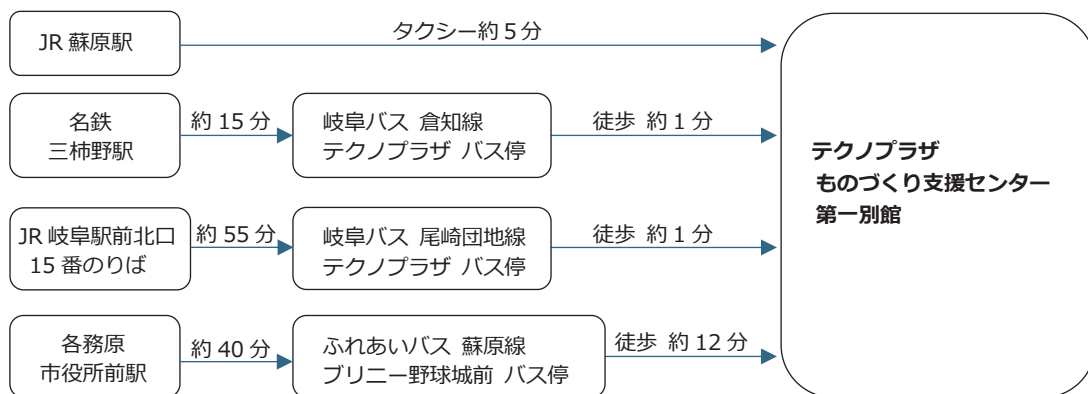 JR 蘇原駅
タクシー約 5 分
名鉄
三柿野駅
約 15 分
岐阜バス 倉知線
テクノプラザ バス停
徒歩 約 1 分
JR 岐阜駅前北口
15 番のりば
約 55 分
岐阜バス 尾崎団地線
テクノプラザ バス停
徒歩 約 1 分
各務原
市役所前駅
約 40 分
ふれあいバス 蘇原線
ブリニー野球城前 バス停
徒歩 約 12 分
テクノプラザ
ものづくり支援センター
第一別館